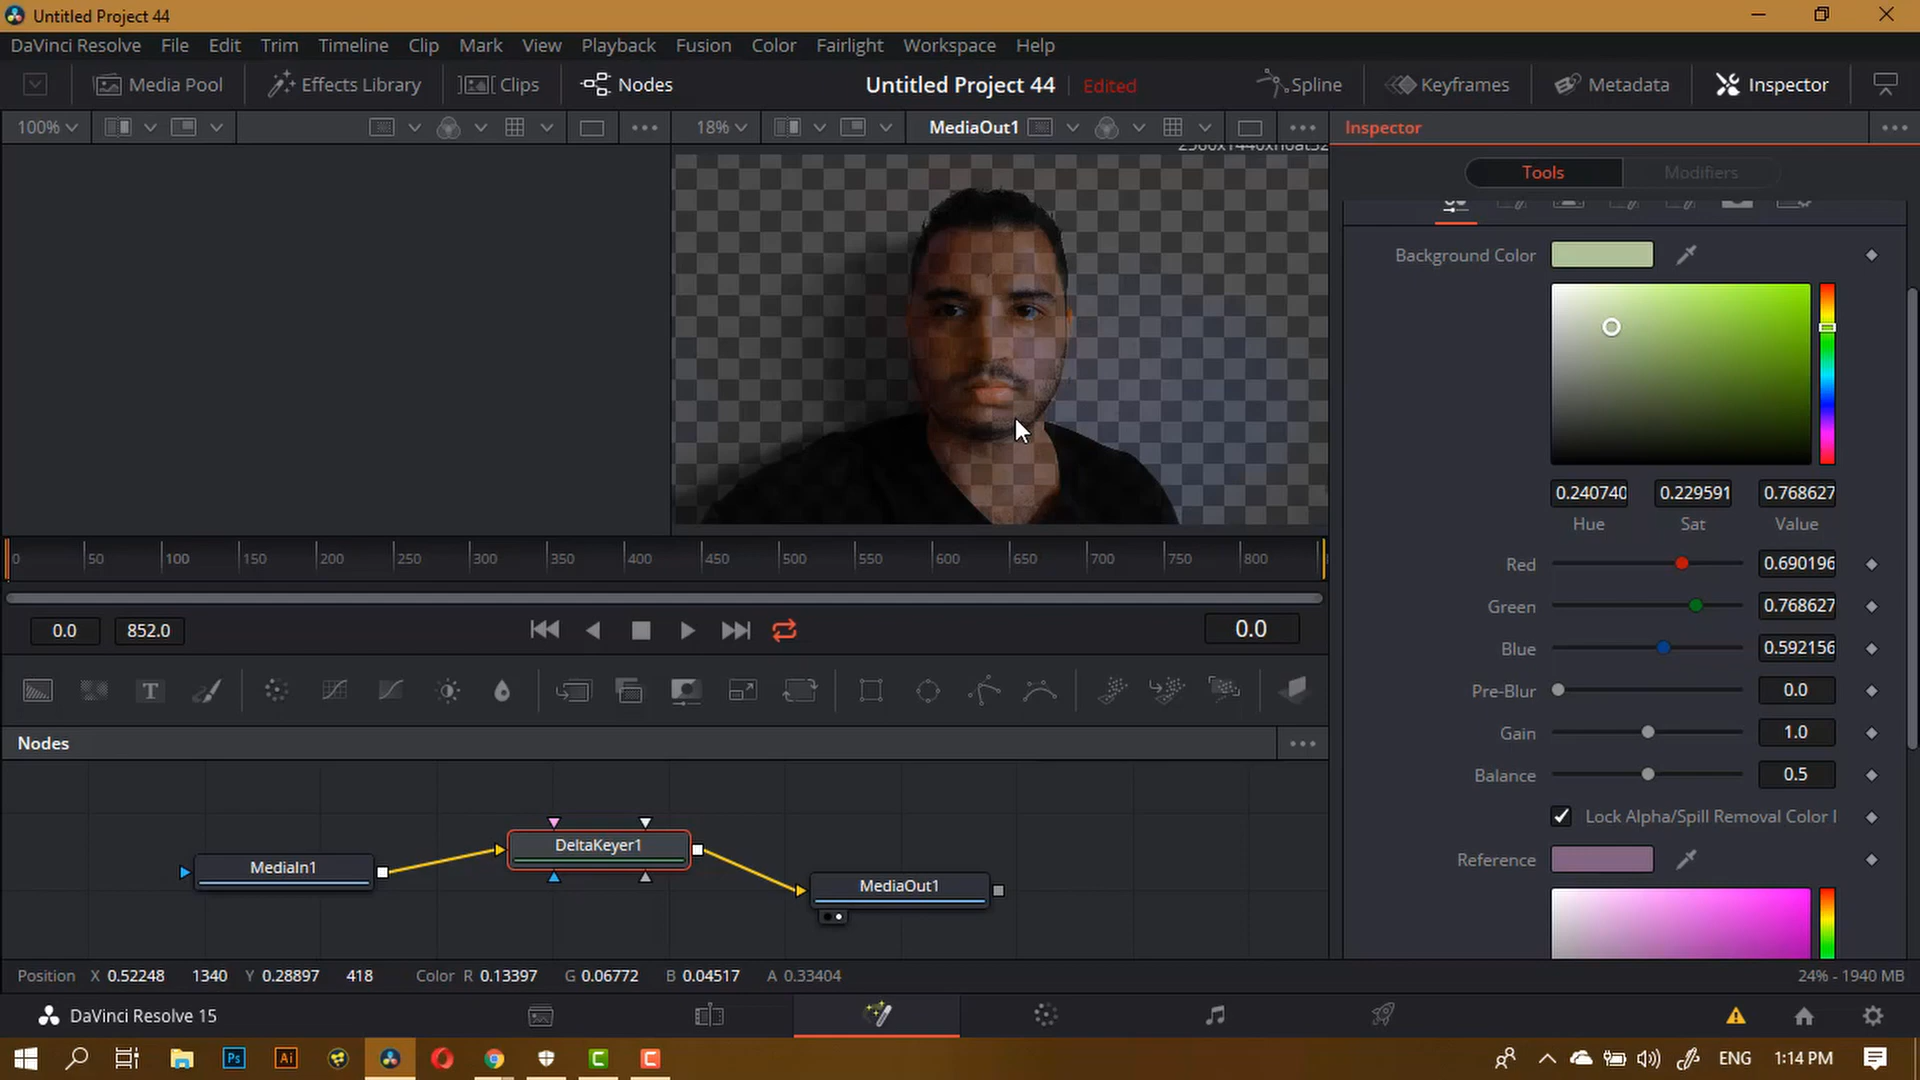 Untitled Project 44
DaVinci Resolve File Edit Trim Timeline Clip Mark View Playback Fusion Color Fairlight Workspace Help
Media Pool Effects Library Clips Nodes Untitled Project 44 Edited Spline Keyframes Metadata Inspector
100% 18% MediaOut1 Inspector
Tools Modifiers
Background Color
0.240740 0.229591 0.768627
Hue Sat Value
0 50 100 150 200 250 300 350 400 450 500 550 600 650 700 750 800
Red 0.690196
Green 0.768627
0.0 852.0 0.0
Blue 0.592156
T
Pre-Blur 0.0
Gain 1.0
Nodes
Balance 0.5
Lock Alpha/Spill Removal Color
DeltaKeyer1
Reference
MediaIn1
MediaOut1
Position X 0.52248 1340 Y 0.28897 418 Color R 0.13397 G 0.06772 B 0.04517 A 0.33404 24% - 1940 MB
DaVinci Resolve 15
Ps Ai C C ENG 1:14 PM